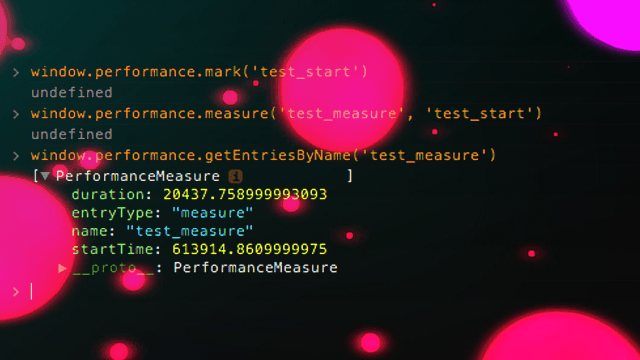 > window.performance.mark('test_start')
undefined
> window.performance.measure('test_measure', 'test_start')
undefined
> window.performance.getEntriesByName('test_measure')
[▼ PerformanceMeasure i ]
duration: 20437.758999993093
entryType: "measure"
name: "test_measure"
startTime: 613914.8609999975
▶ __proto__: PerformanceMeasure
>